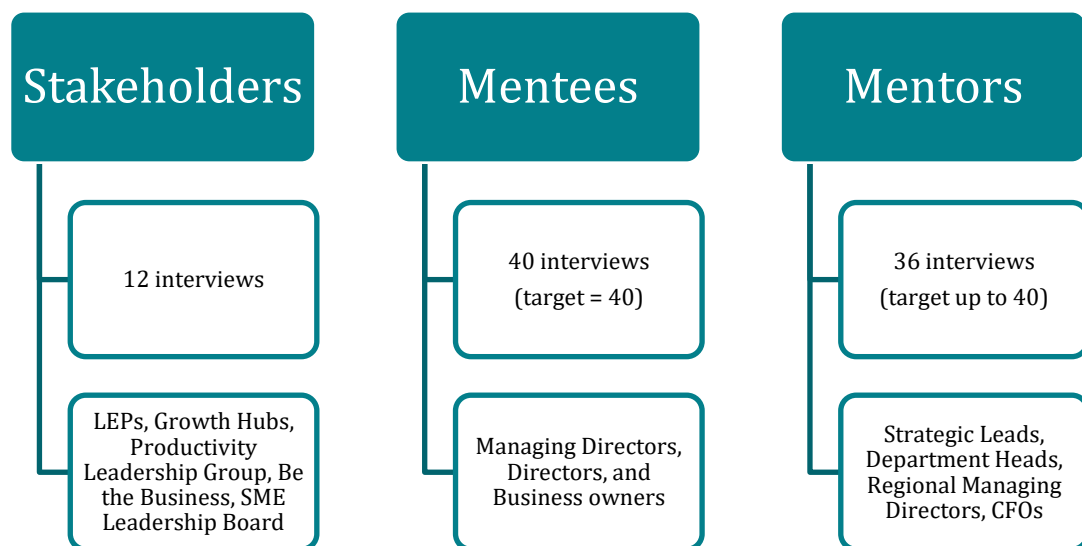 Stakeholders
12 interviews
LEPs, Growth Hubs,
Productivity
Leadership Group, Be
the Business, SME
Leadership Board
Mentees
40 interviews
(target = 40)
Managing Directors,
Directors, and
Business owners
Mentors
36 interviews
(target up to 40)
Strategic Leads,
Department Heads,
Regional Managing
Directors, CFOs